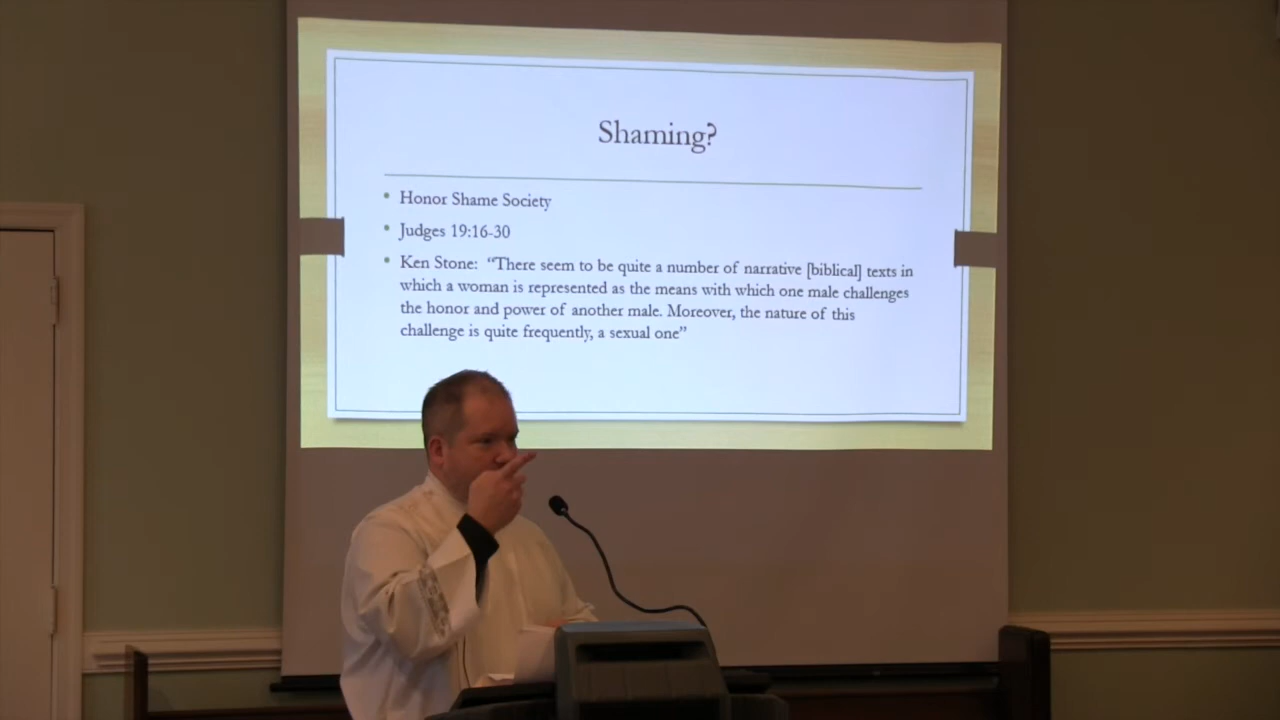 Shaming?
• Honor Shame Society
• Judges 19:16-30
• Ken Stone: “There seem to be quite a number of narrative [biblical] texts in
which a woman is represented as the means with which one male challenges
the honor and power of another male. Moreover, the nature of this
challenge is quite frequently, a sexual one”